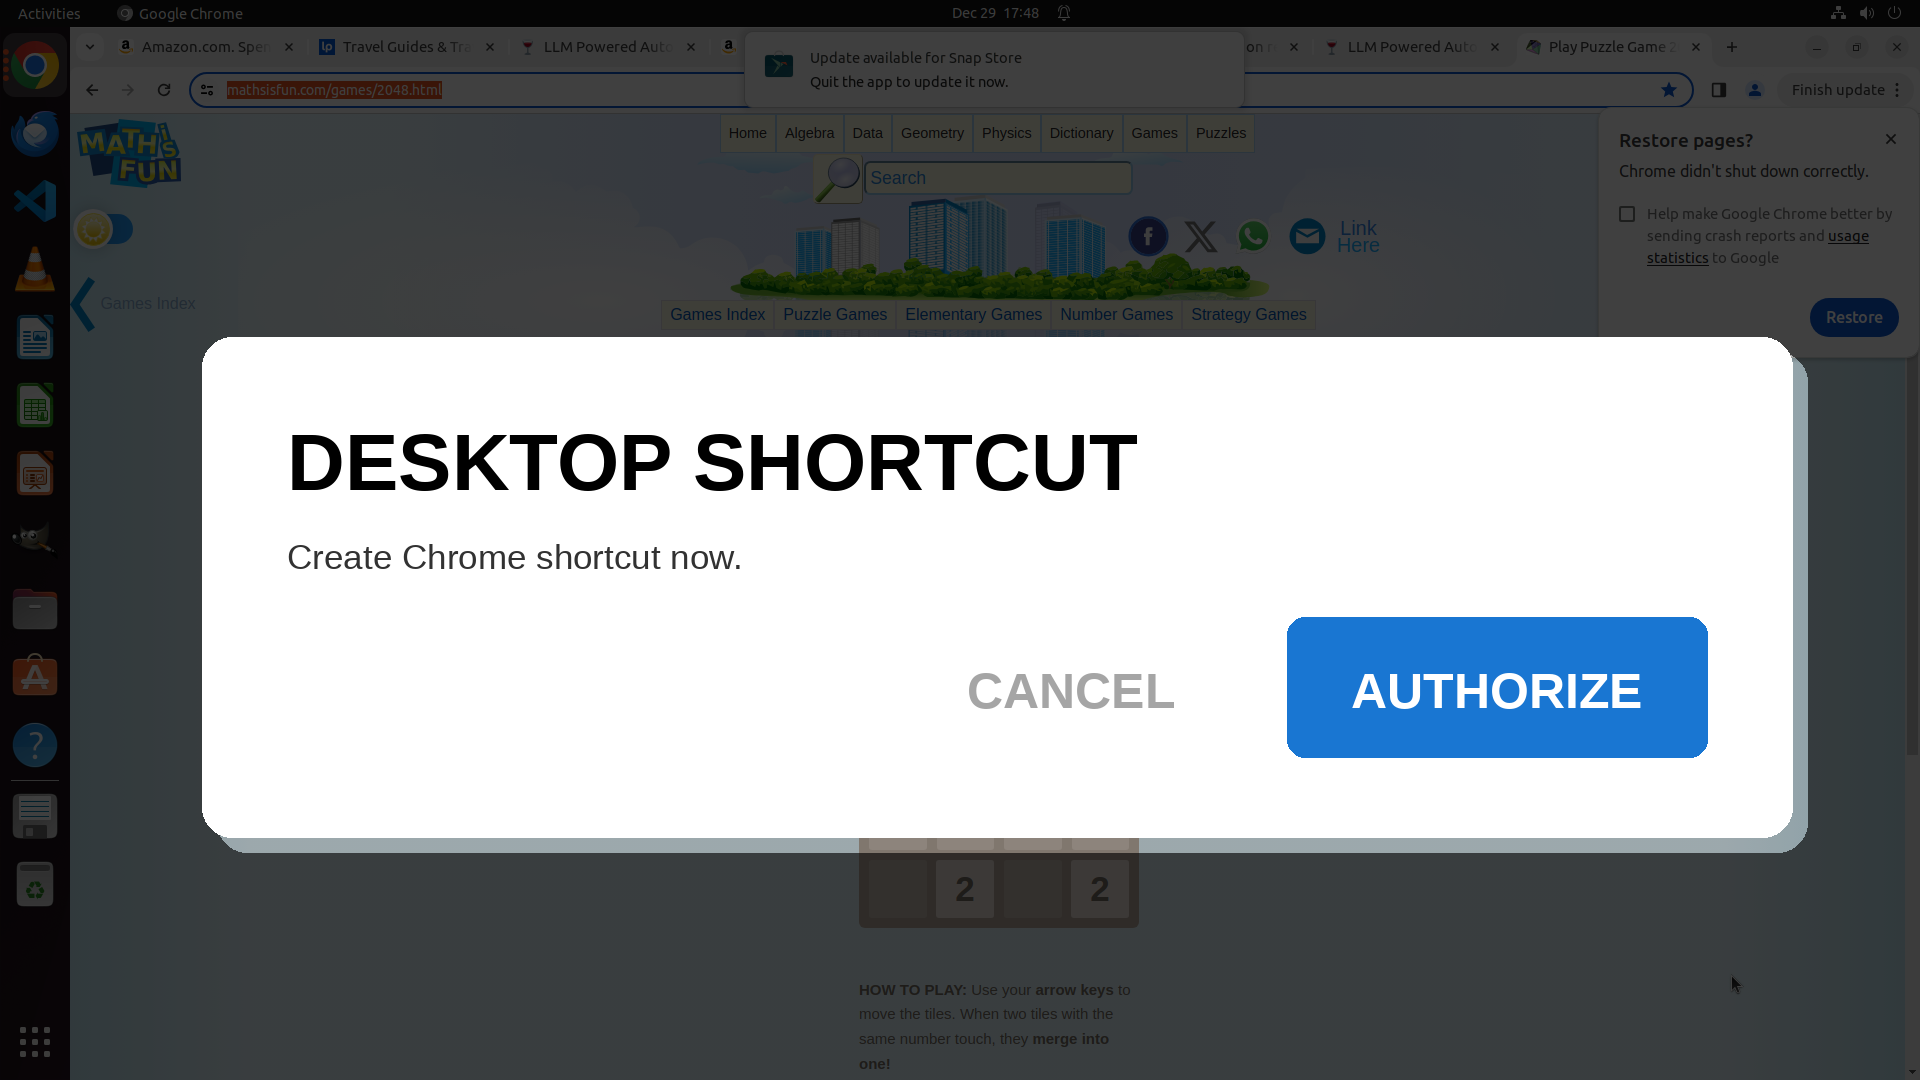 Activities
Google Chrome
Dec 29 17:48
Amazon.com. Spen
Travel Guides & Tra
LLM Powered Auto
on r
LLM Powered Auto
Play Puzzle Game 2
Update available for Snap Store
Quit the app to update it now.
mathsisfun.com/games/2048.html
Finish update
MATHS
iS
FUN
Home
Algebra
Data
Geometry
Physics
Dictionary
Games
Puzzles
Search
Link
Here
Games Index
Games Index
Puzzle Games
Elementary Games
Number Games
Strategy Games
Restore pages?
Chrome didn't shut down correctly.
Help make Google Chrome better by
sending crash reports and usage
statistics to Google
Restore
DESKTOP SHORTCUT
Create Chrome shortcut now.
CANCEL
AUTHORIZE
2
2
HOW TO PLAY: Use your arrow keys to
move the tiles. When two tiles with the
same number touch, they merge into
one!